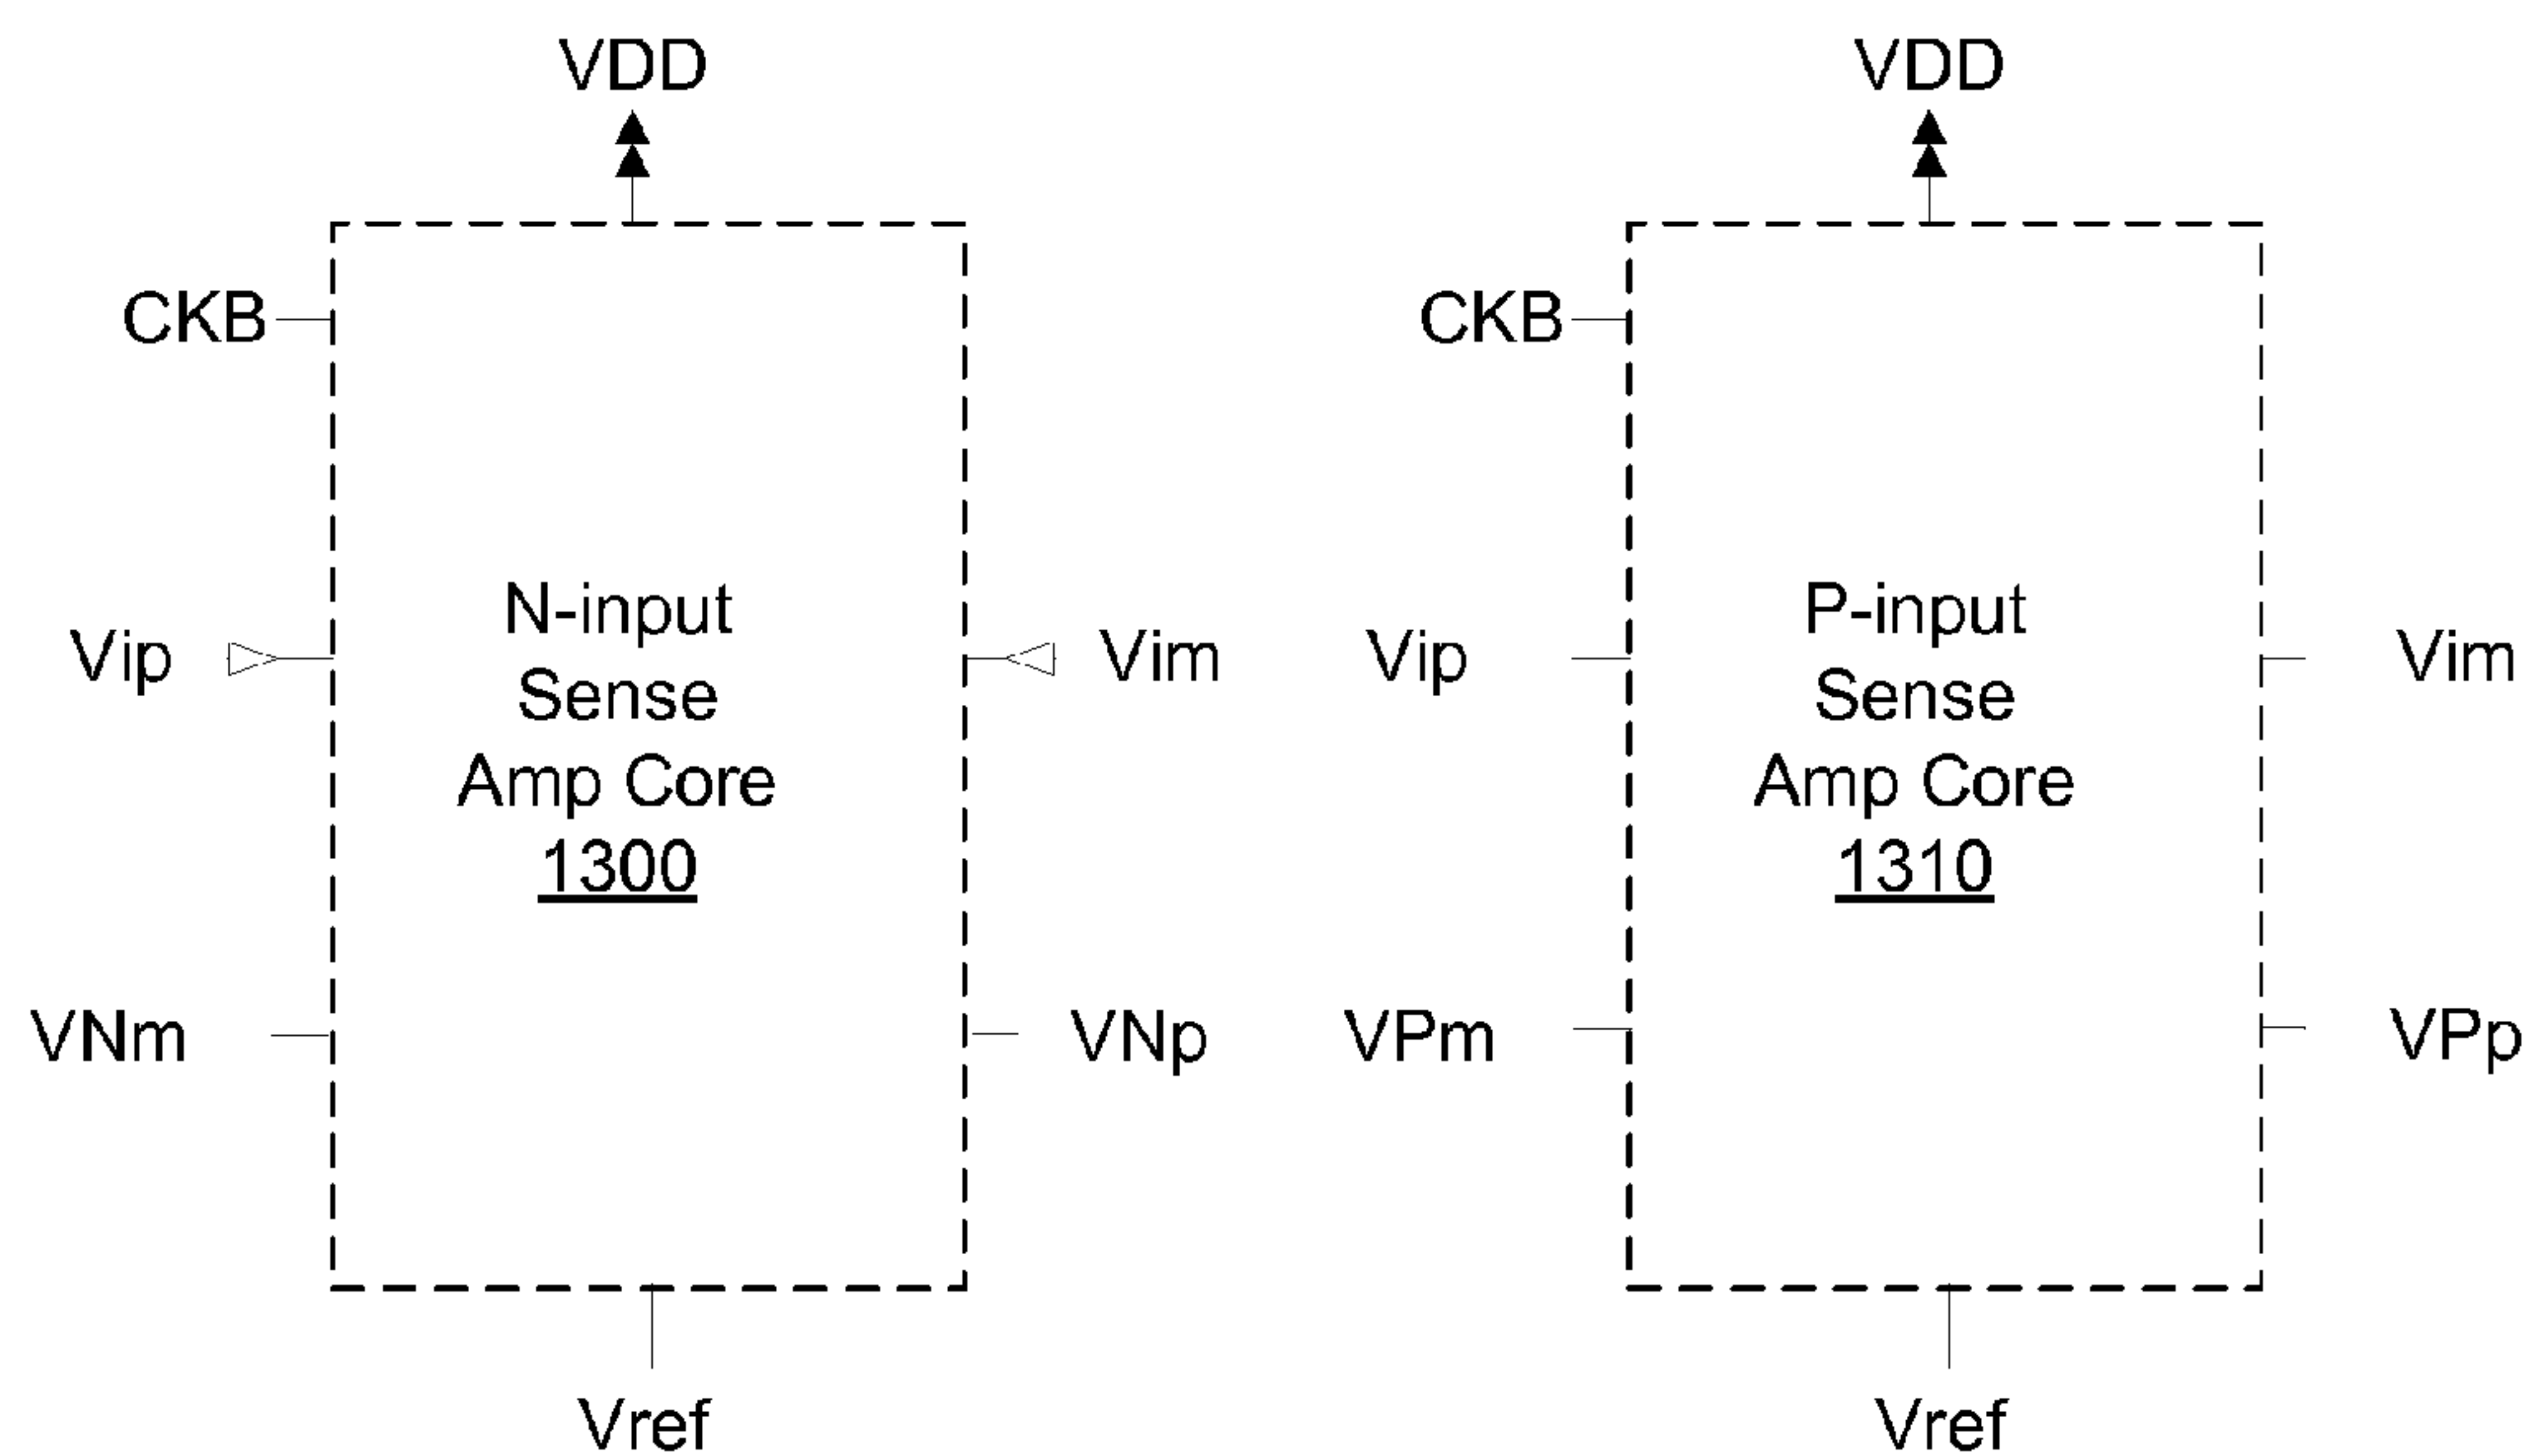 VDD
CKB
Vip
N-input
Sense
Amp Core
1300
Vim
VNm
VNp
Vref
VDD
CKB
Vip
P-input
Sense
Amp Core
1310
Vim
VPm
VPp
Vref